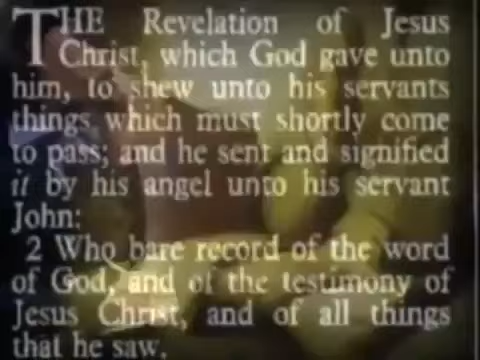 THE Revelation of Jesus
Christ, which God gave unto
him, to shew unto his servants
things which must shortly come
to pass; and he sent and signified
it by his angel unto his servant
John:
2 Who bare record of the word
of God, and of the testimony of
Jesus Christ, and of all things
that he saw.